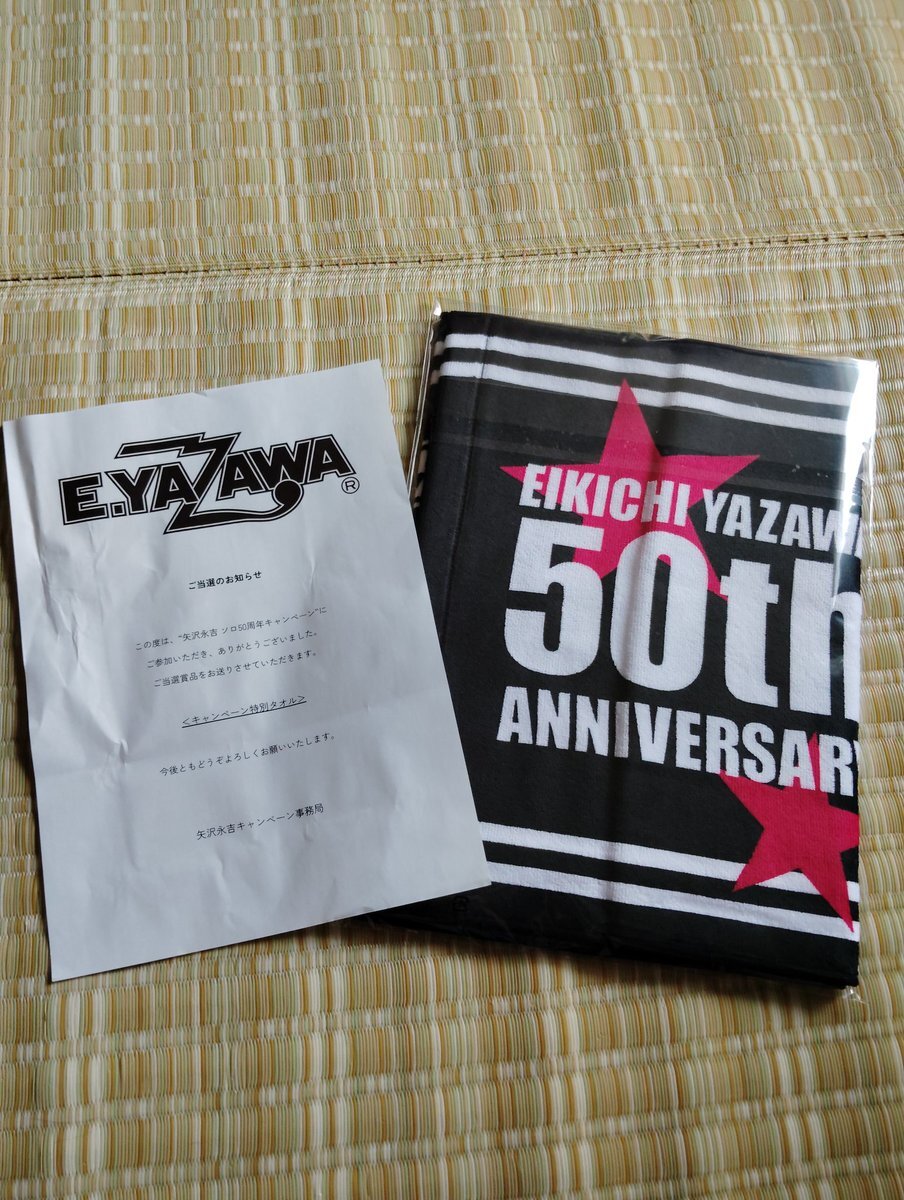 E.YAZAWA®
ご当選のお知らせ
この度は、“矢沢永吉 ソロ50周年キャンペーン”に
ご参加いただき、ありがとうございました。
ご当選賞品をお送りさせていただきます。
<キャンペーン特別タオル>
今後ともどうぞよろしくお願いいたします。
矢沢永吉キャンペーン事務局
EIKICHI YAZAWA
50th
ANNIVERSARY